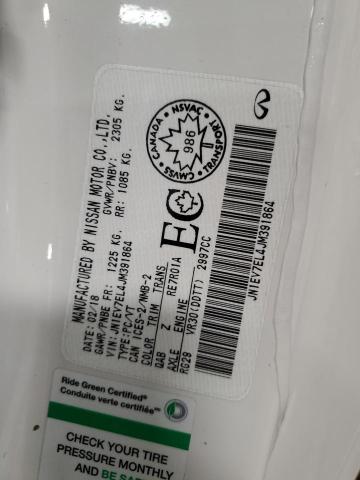 MANUFACTURED BY NISSAN MOTOR CO.,LTD.
DATE: 02/18 GVWR/PNBV: 2305 KG.
GAWR/PNBE FR: 1225 KG. RR: 1085 KG.
VIN: JN1EV7EL4JM391864
TYPE:PC/VT
CAN ICES-2/NMB-2
COLOR TRIM TRANS
QAB Z RE7R01A
AXLE ENGINE
RG29 VR30(DDTT) 2997CC
EC
CANADA
NSVAC
TRANSPORT
CMVSS
986
JN1EV7EL4JM391864
Ride Green Certified®
Conduite verte certifiée™
CHECK YOUR TIRE
PRESSURE MONTHLY
AND BE SA